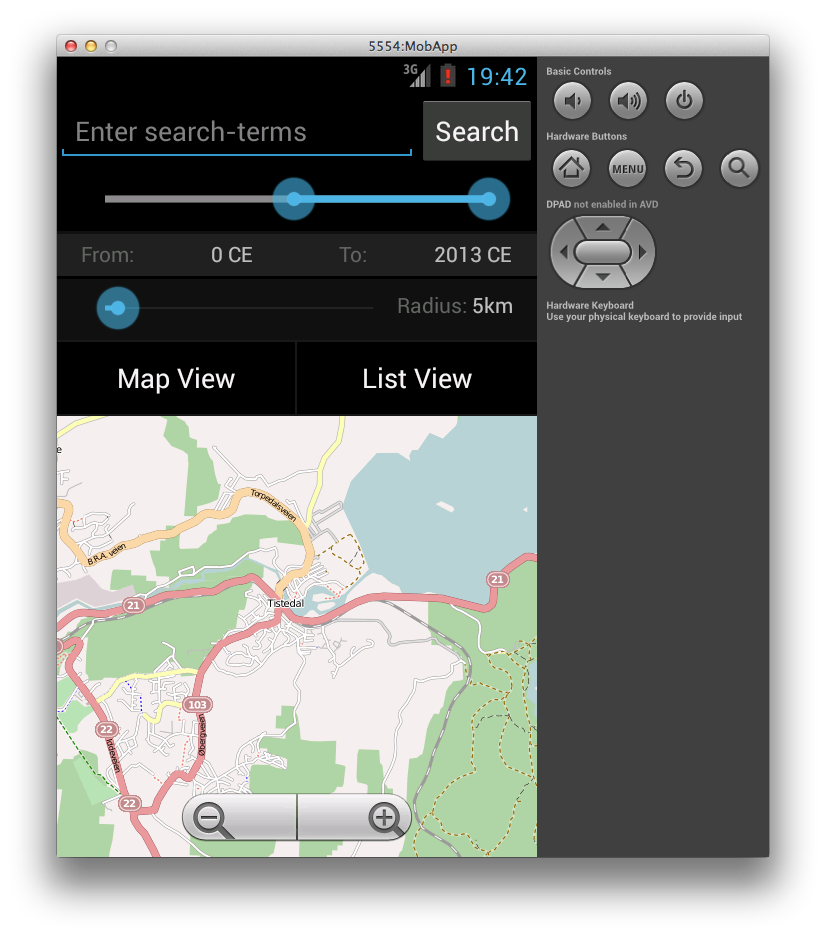 5554:MobApp
3G
19:42
Enter search-terms
Search
From: 0 CE To: 2013 CE
Radius: 5km
Map View List View
e
Torpedalsveien
B.R.A. veien
21
21
Tistedal
103
Øbergveien
22
22
Basic Controls
Hardware Buttons
MENU
DPAD not enabled in AVD
Hardware Keyboard
Use your physical keyboard to provide input